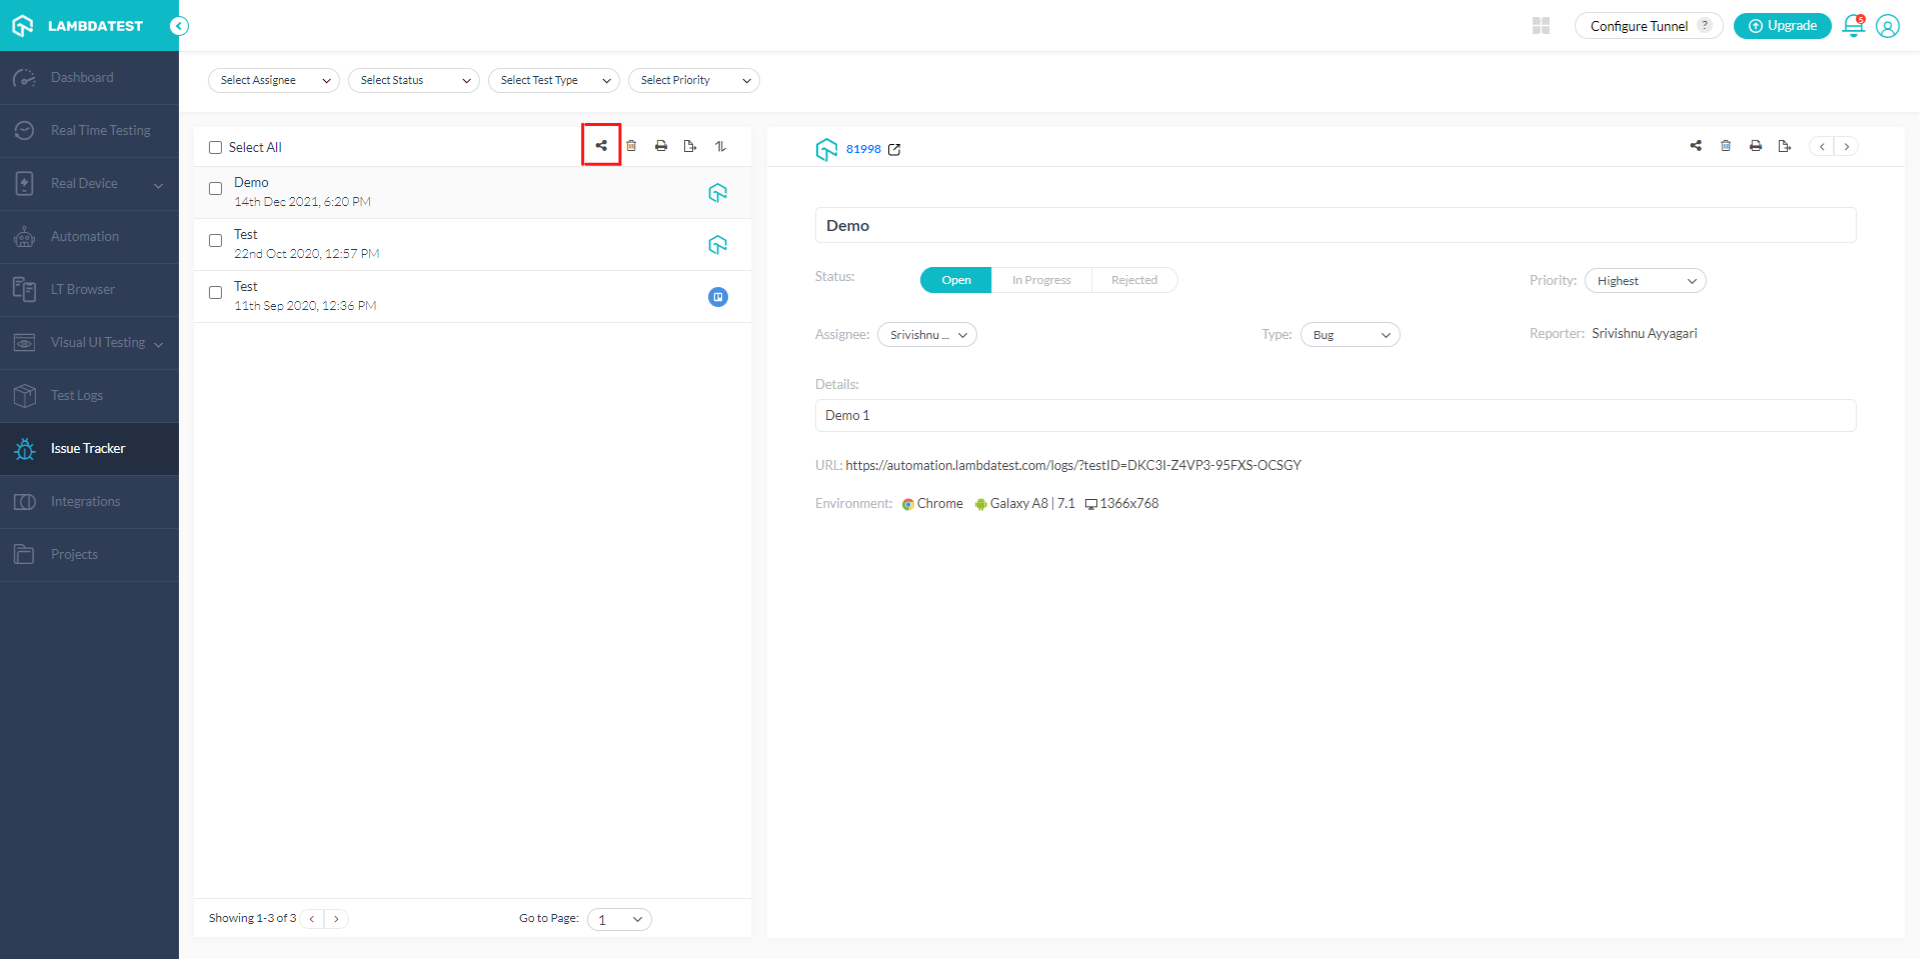 LAMBDATEST
Configure Tunnel ?
Upgrade
5
Dashboard
Real Time Testing
Real Device
Automation
LT Browser
Visual UI Testing
Test Logs
Issue Tracker
Integrations
Projects
Select Assignee
Select Status
Select Test Type
Select Priority
Select All
Demo
14th Dec 2021, 6:20 PM
Test
22nd Oct 2020, 12:57 PM
Test
11th Sep 2020, 12:36 PM
Showing 1-3 of 3
Go to Page: 1
81998
Demo
Status: Open In Progress Rejected
Priority: Highest
Assignee: Srivishnu ...
Type: Bug
Reporter: Srivishnu Ayyagari
Details:
Demo 1
URL: https://automation.lambdatest.com/logs/?testID=DKC3I-Z4VP3-95FXS-OCSGY
Environment: Chrome Galaxy A8 | 7.1 1366x768